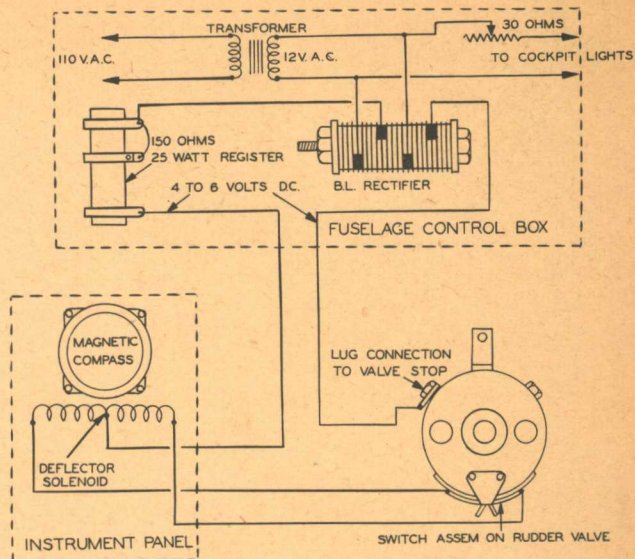 TRANSFORMER
30 OHMS
110 V.A.C.
12 V. A.C.
TO COCKPIT LIGHTS
150 OHMS
25 WATT REGISTER
4 TO 6 VOLTS D.C.
B.L. RECTIFIER
FUSELAGE CONTROL BOX
MAGNETIC
COMPASS
LUG CONNECTION
TO VALVE STOP
DEFLECTOR
SOLENOID
INSTRUMENT PANEL
SWITCH ASSEM ON RUDDER VALVE